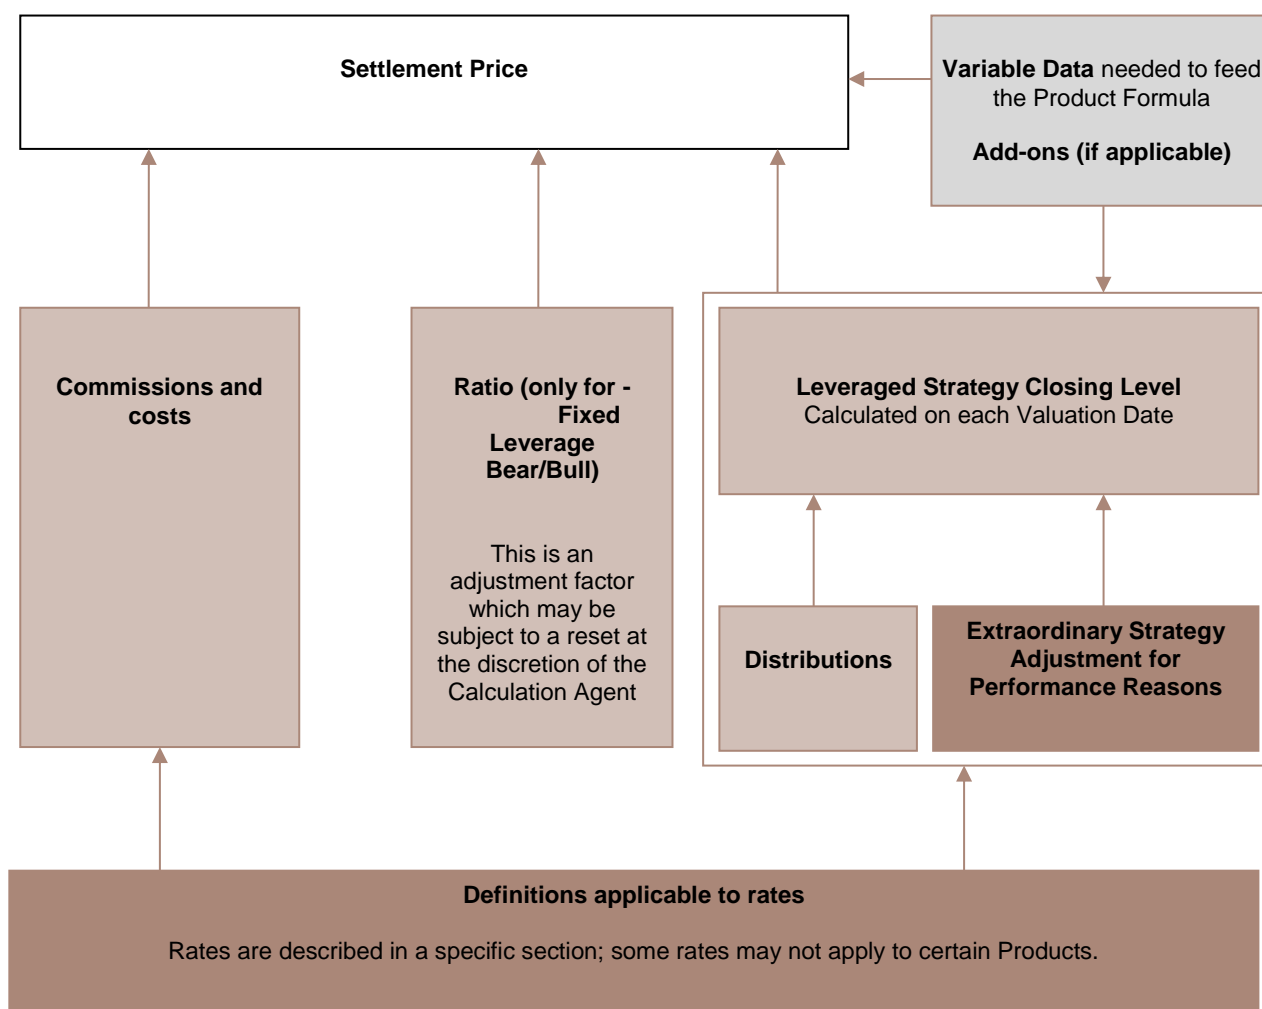 Settlement Price
Variable Data needed to feed
the Product Formula
Add-ons (if applicable)
Commissions and
costs
Ratio (only for -
Fixed
Leverage
Bear/Bull)
This is an
adjustment factor
which may be
subject to a reset at
the discretion of the
Calculation Agent
Leveraged Strategy Closing Level
Calculated on each Valuation Date
Distributions
Extraordinary Strategy
Adjustment for
Performance Reasons
Definitions applicable to rates
Rates are described in a specific section; some rates may not apply to certain Products.